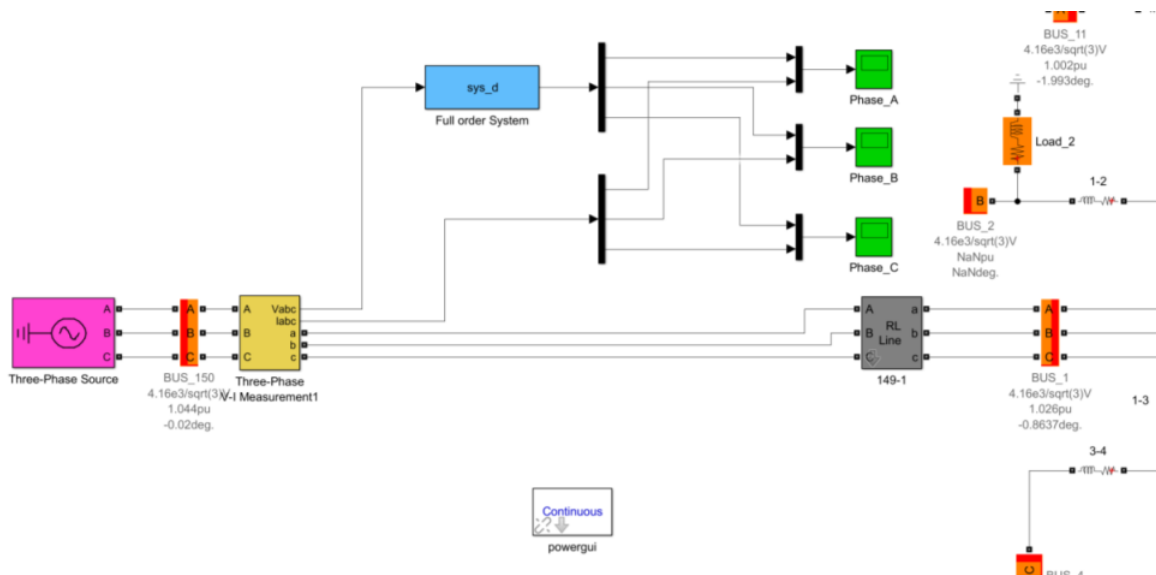 BUS_11
4.16e3/sqrt(3)V
1.002pu
-1.993deg.
sys_d
Full order System
Phase_A
Load_2
Phase_B
1-2
B
BUS_2
4.16e3/sqrt(3)V
NaNpu
NaNdeg.
Phase_C
A
B
C
Three-Phase Source
A
B
C
BUS_150
4.16e3/sqrt(3)V
1.044pu
-0.02deg.
A
B
C
Vabc
Iabc
a
b
c
Three-Phase
V-I Measurement1
A
B
C
RL
Line
a
b
c
149-1
A
B
C
BUS_1
4.16e3/sqrt(3)V
1.026pu
-0.8637deg.
1-3
3-4
Continuous
powergui
C
BUS_4